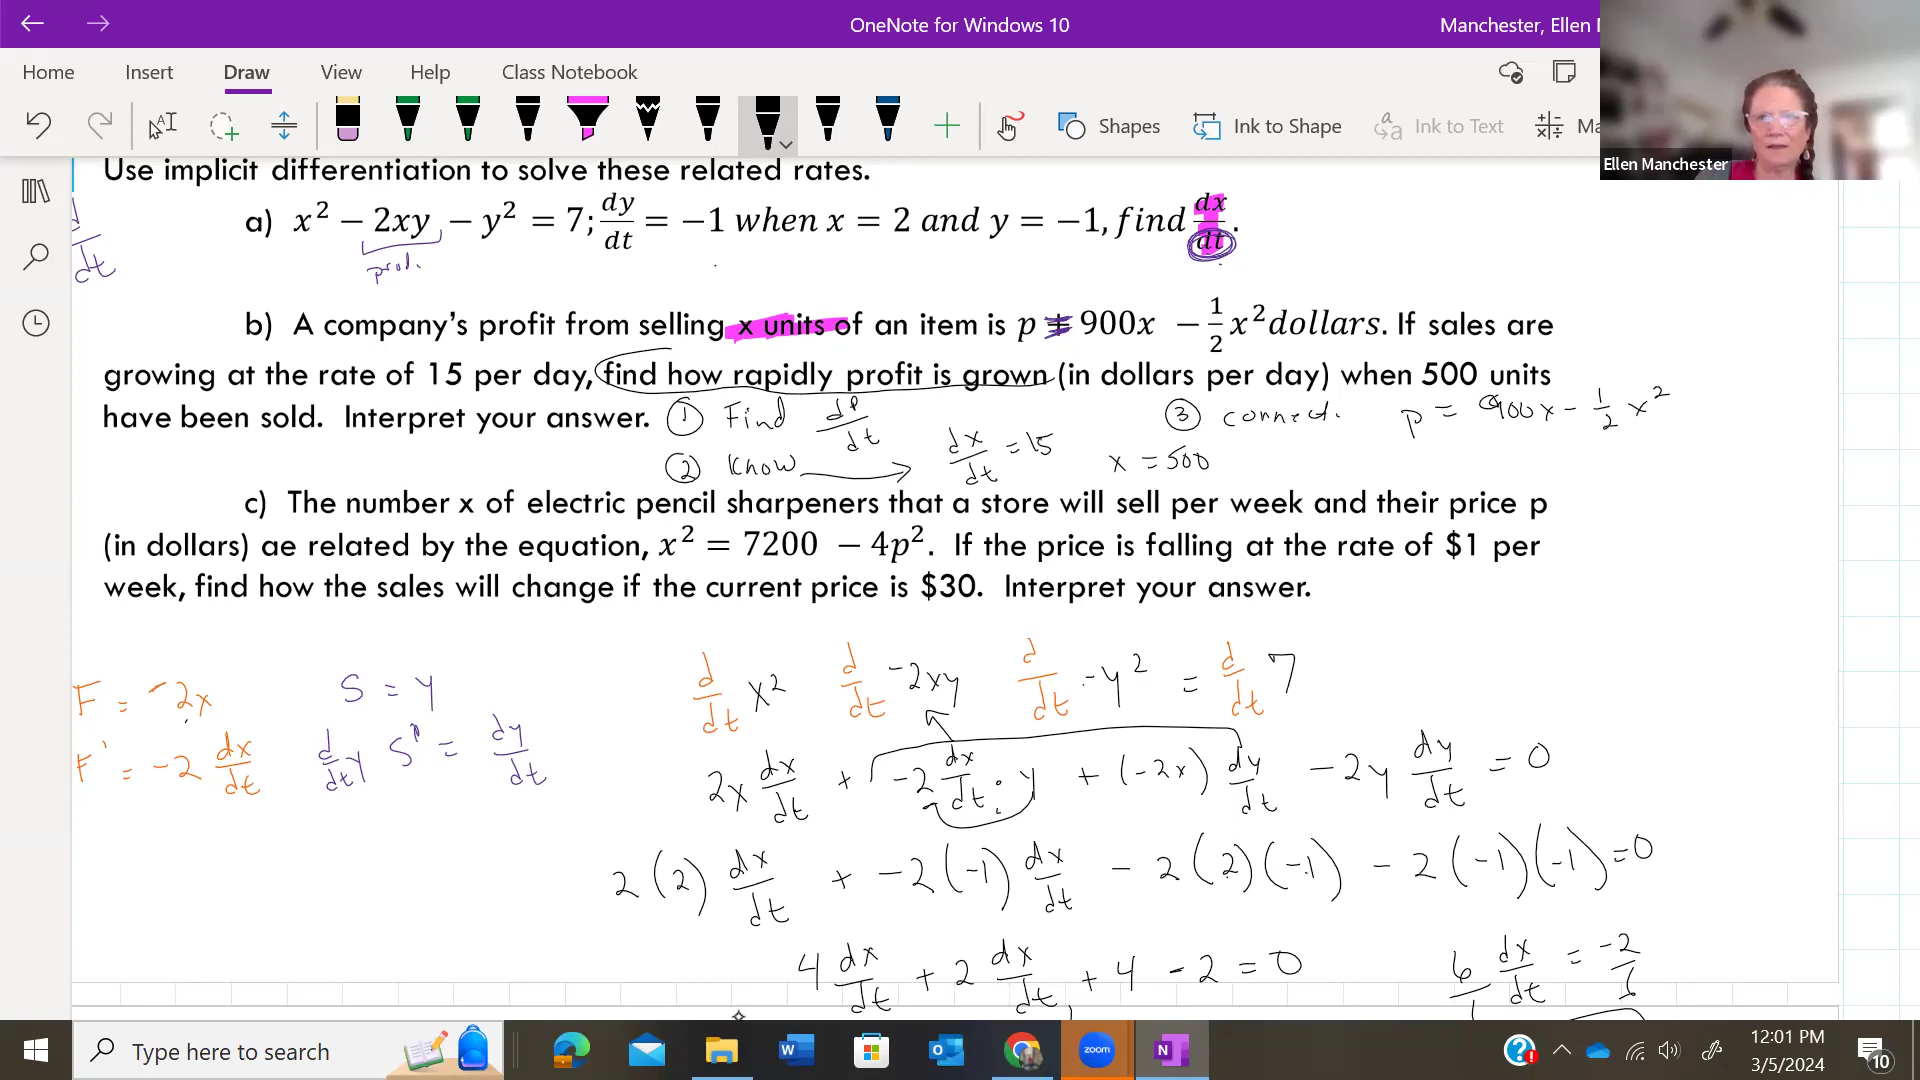 OneNote for Windows 10
Manchester, Ellen
Home Insert Draw View Help Class Notebook
Shapes Ink to Shape Ink to Text Ma
Ellen Manchester
Use implicit differentiation to solve these related rates.
a) x² − 2xy − y² = 7; dy/dt = −1 when x = 2 and y = −1, find dx/dt.
d/dt
prod.
b) A company's profit from selling x units of an item is p = 900x − 1/2 x² dollars. If sales are
growing at the rate of 15 per day, find how rapidly profit is grown (in dollars per day) when 500 units
have been sold. Interpret your answer.
① Find dP/dt ③ connect. p = 900x − 1/2 x²
② Know → dx/dt = 15 x = 500
c) The number x of electric pencil sharpeners that a store will sell per week and their price p
(in dollars) ae related by the equation, x² = 7200 − 4p². If the price is falling at the rate of $1 per
week, find how the sales will change if the current price is $30. Interpret your answer.
F = −2x S = y
F' = −2 dx/dt d/dt y S' = dy/dt
d/dt x² d/dt −2xy d/dt −y² = d/dt 7
2x dx/dt + −2 dx/dt · y + (−2x) dy/dt − 2y dy/dt = 0
2(2) dx/dt + −2(−1) dx/dt − 2(2)(−1) − 2(−1)(−1) = 0
4 dx/dt + 2 dx/dt + 4 − 2 = 0 6 dx/dt = −2/6
Type here to search
zoom
12:01 PM
3/5/2024
10